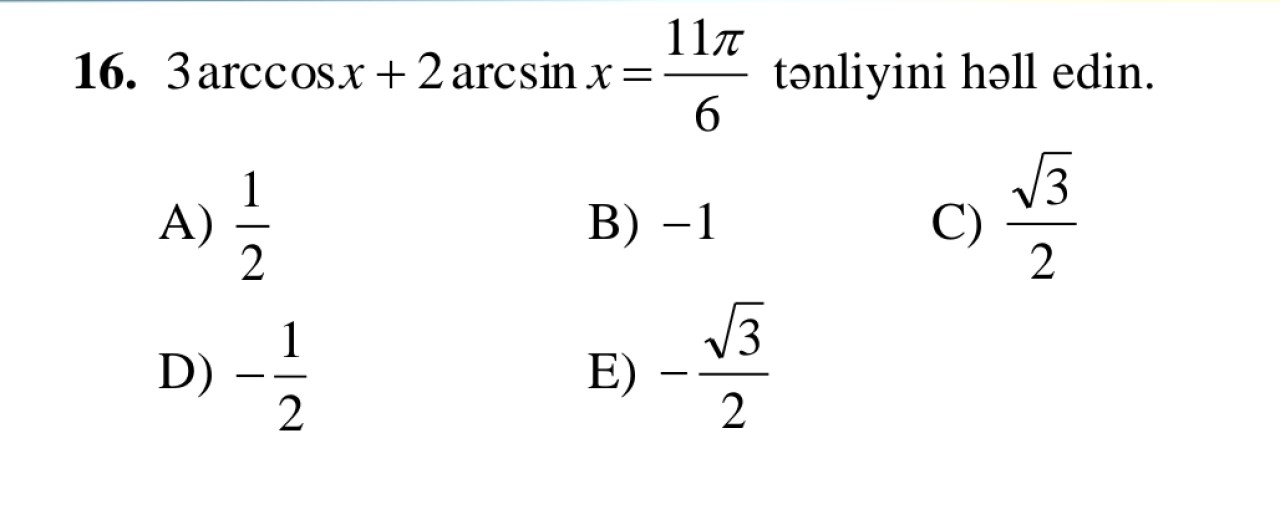 16. 3arccosx + 2arcsin x = 11π/6 tənliyini həll edin.
A) 1/2 B) −1 C) √3/2
D) −1/2 E) −√3/2